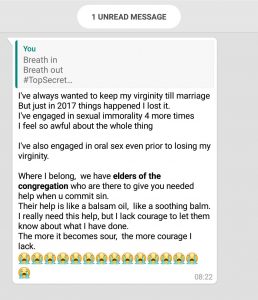 1 UNREAD MESSAGE
You
Breath in
Breath out
#TopSecret...
I've always wanted to keep my virginity till marriage
But just in 2017 things happened I lost it.
I've engaged in sexual immorality 4 more times
I feel so awful about the whole thing
I've also engaged in oral sex even prior to losing my
virginity.
Where I belong, we have elders of the
congregation who are there to give you needed
help when u commit sin.
Their help is like a balsam oil, like a soothing balm.
I really need this help, but I lack courage to let them
know about what I have done.
The more it becomes sour, the more courage I
lack.
😭😭😭😭😭😭😭😭😭😭😭😭😭😭
😭
08:22